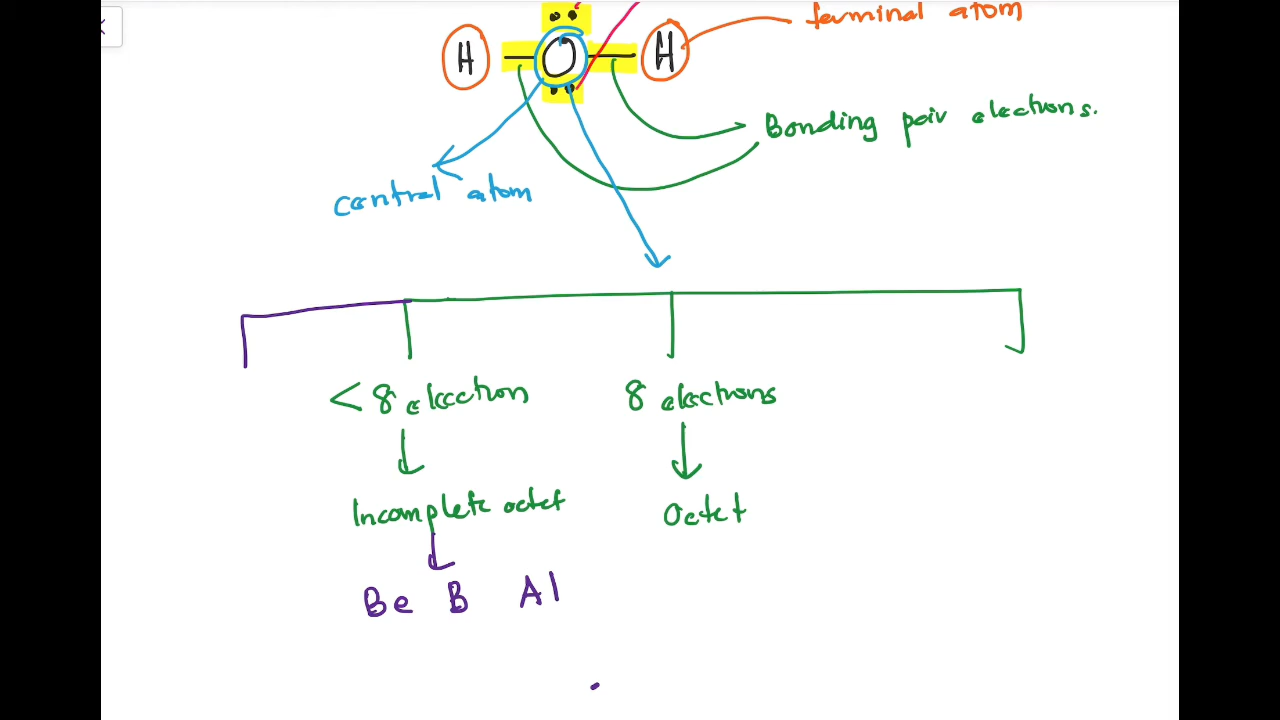 terminal atom
H O H
Bonding pair electrons.
central atom
< 8 electron
8 electrons
Incomplete octet
Octet
Be B Al